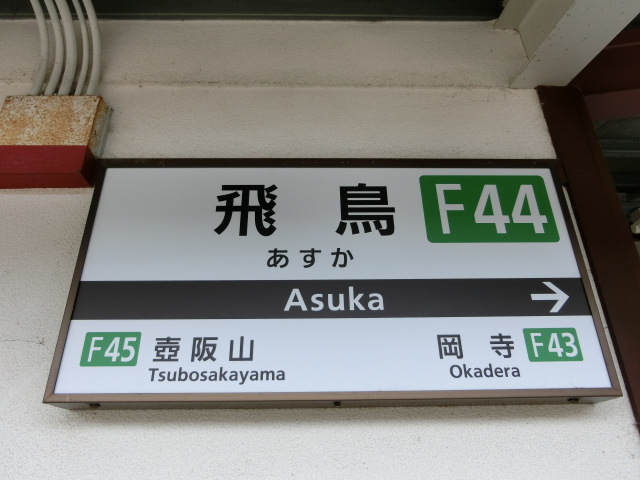 飛鳥 F44
あすか
Asuka →
F45 壺阪山 岡寺 F43
Tsubosakayama Okadera